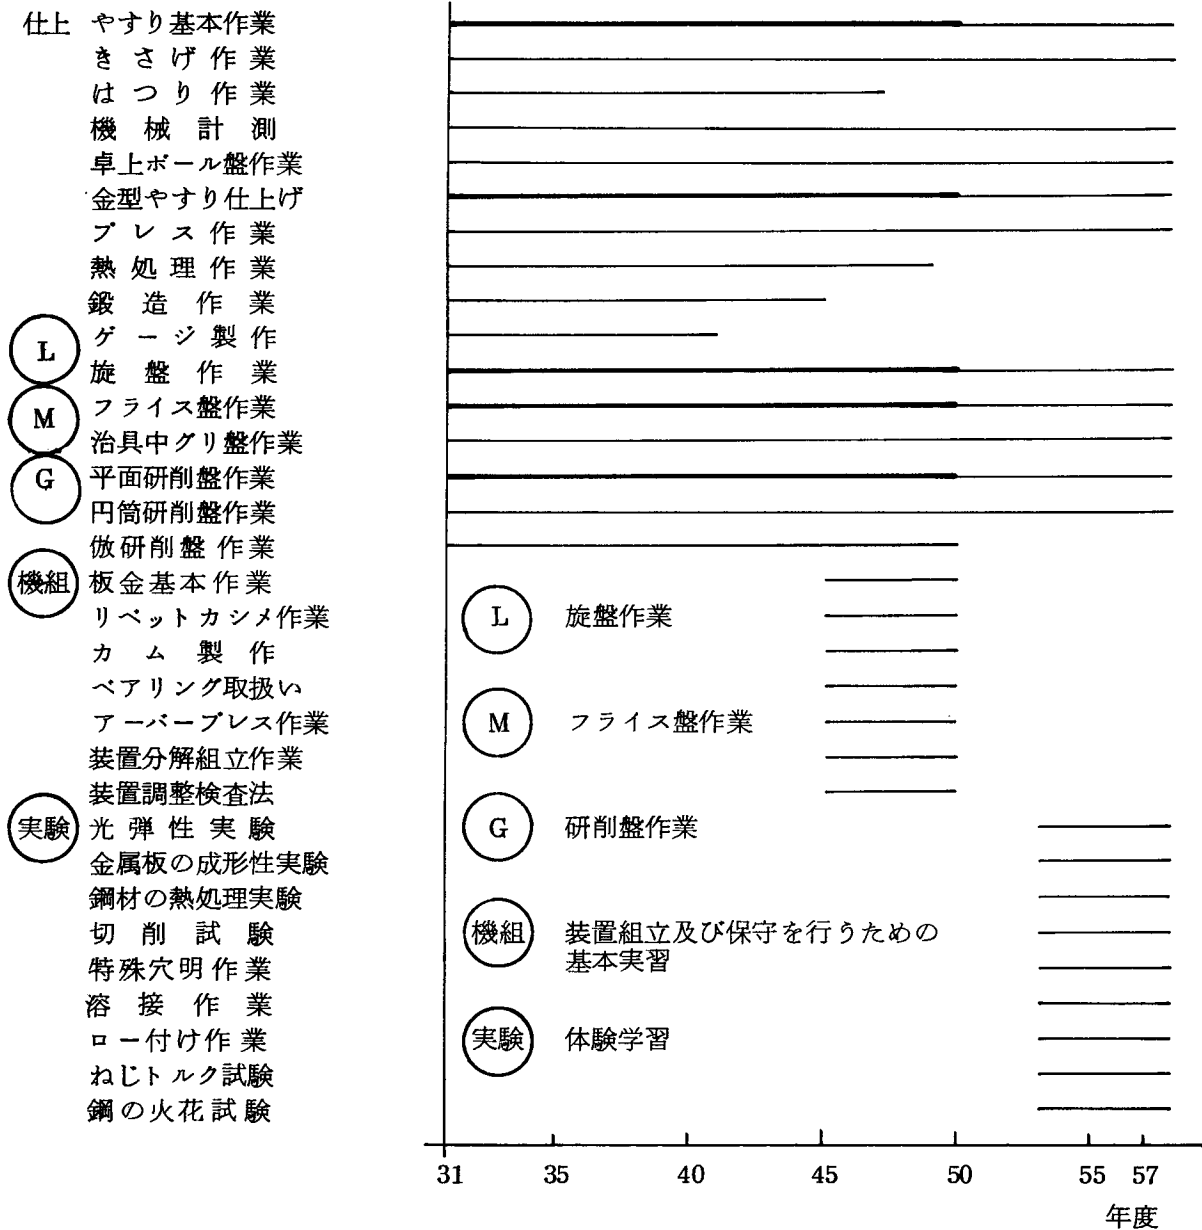 仕上 やすり基本作業
きさげ作業
はつり作業
機械計測
卓上ボール盤作業
金型やすり仕上げ
プレス作業
熱処理作業
鍛造作業
ゲージ製作
L
旋盤作業
フライス盤作業
M
治具中グリ盤作業
G 平面研削盤作業
円筒研削盤作業
倣研削盤作業
機組 板金基本作業
リベットカシメ作業
カム製作
ベアリング取扱い
アーバープレス作業
装置分解組立作業
装置調整検査法
実験 光弾性実験
金属板の成形性実験
鋼材の熱処理実験
切削試験
特殊穴明作業
溶接作業
ロー付け作業
ねじトルク試験
鋼の火花試験
L 旋盤作業
M フライス盤作業
G 研削盤作業
機組 装置組立及び保守を行うための
基本実習
実験 体験学習
31 35 40 45 50 55 57
年度